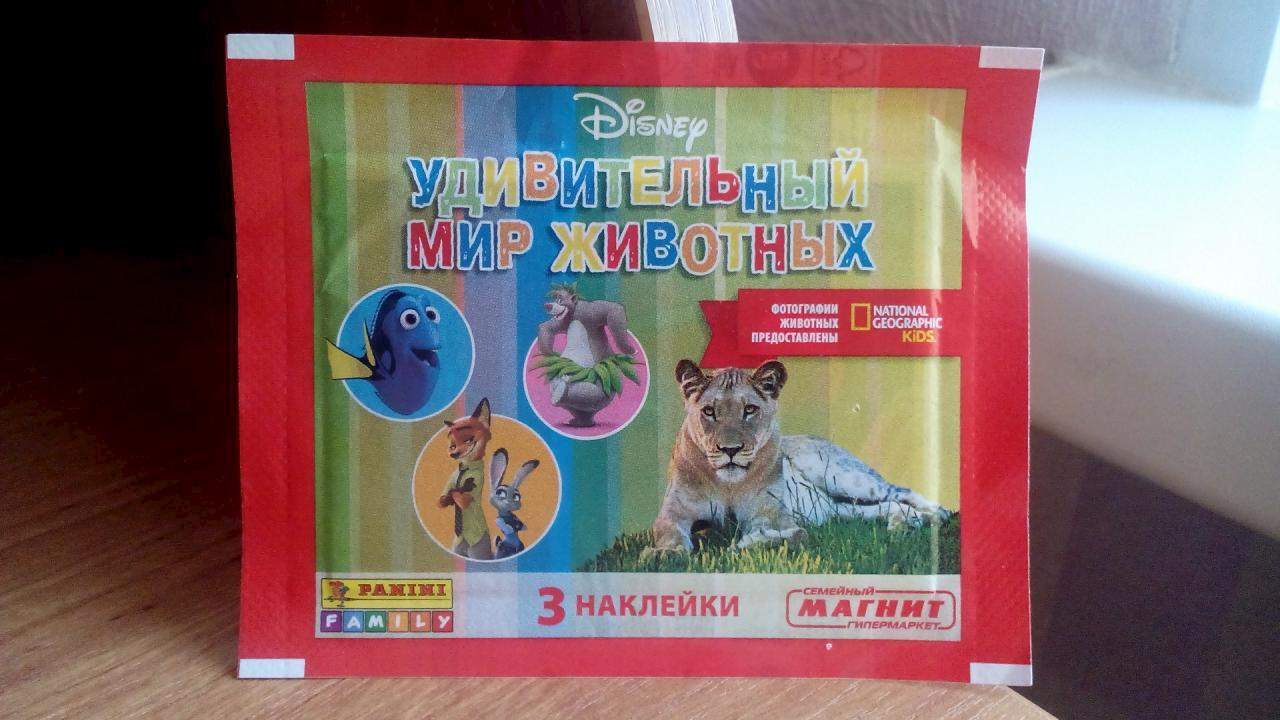 Disney
УДИВИТЕЛЬНЫЙ
МИР ЖИВОТНЫХ
ФОТОГРАФИИ
ЖИВОТНЫХ
ПРЕДОСТАВЛЕНЫ
NATIONAL
GEOGRAPHIC
KiDS
PANINI
FAMILY
3 НАКЛЕЙКИ
СЕМЕЙНЫЙ
МАГНИТ
ГИПЕРМАРКЕТ